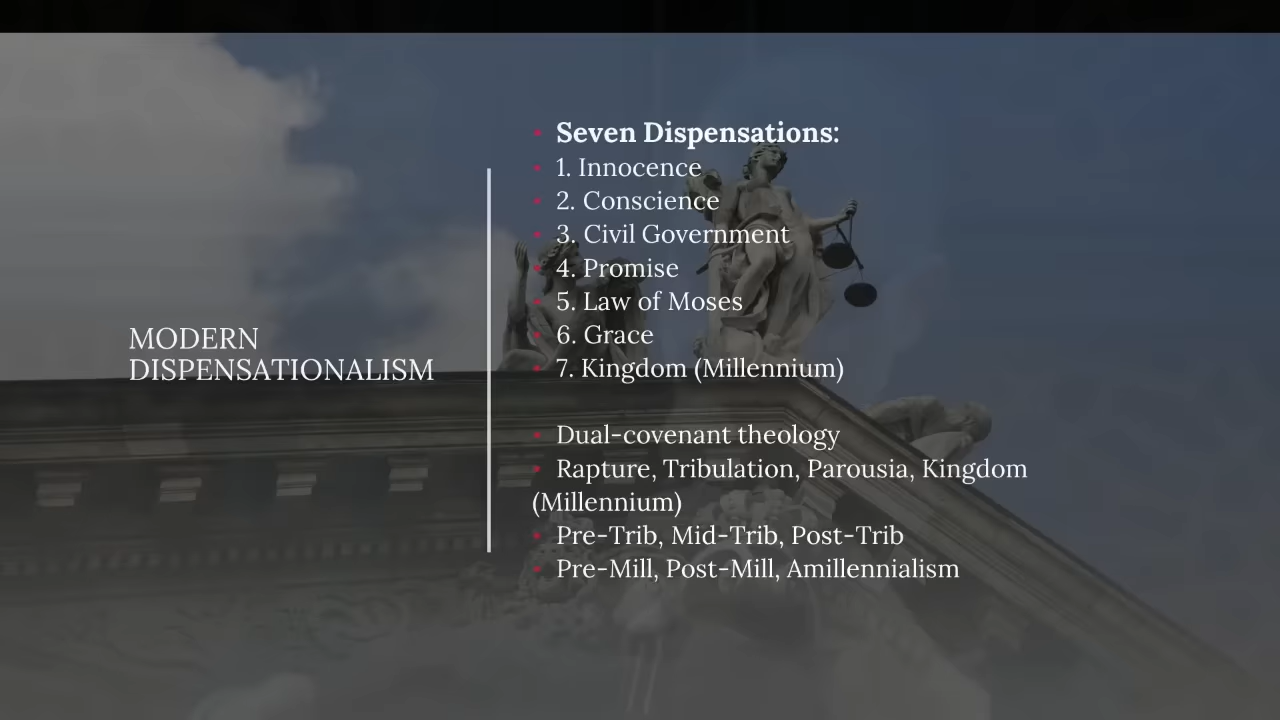 MODERN
DISPENSATIONALISM
• Seven Dispensations:
• 1. Innocence
• 2. Conscience
• 3. Civil Government
• 4. Promise
• 5. Law of Moses
• 6. Grace
• 7. Kingdom (Millennium)
• Dual-covenant theology
• Rapture, Tribulation, Parousia, Kingdom
(Millennium)
• Pre-Trib, Mid-Trib, Post-Trib
• Pre-Mill, Post-Mill, Amillennialism